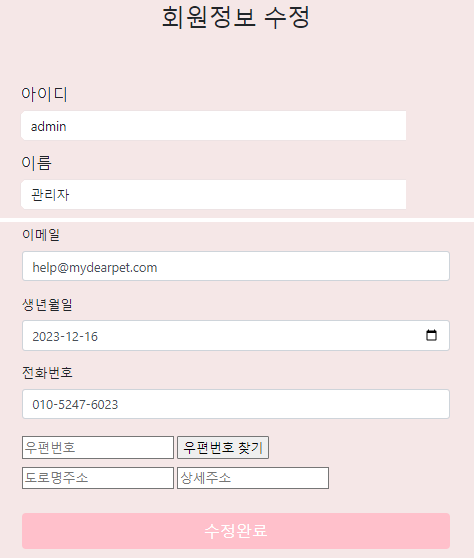 회원정보 수정
아이디
admin
이름
관리자
이메일
help@mydearpet.com
생년월일
2023-12-16
전화번호
010-5247-6023
우편번호 우편번호 찾기
도로명주소 상세주소
수정완료